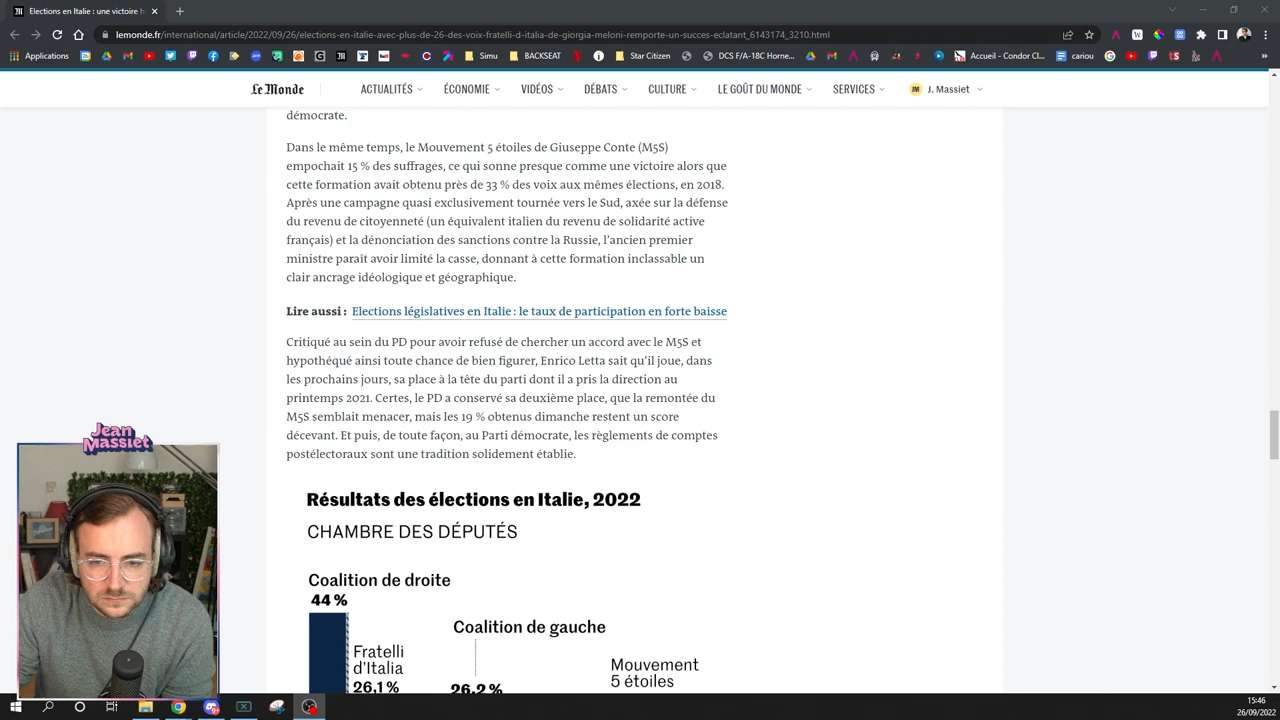 Elections en Italie : une victoire h
lemonde.fr/international/article/2022/09/26/elections-en-italie-avec-plus-de-26-des-voix-fratelli-d-italia-de-giorgia-meloni-remporte-un-succes-eclatant_6143174_3210.html
Applications
Simu
BACKSEAT
Star Citizen
DCS F/A-18C Horne...
Accueil - Condor Cl...
cariou
Le Monde
ACTUALITÉS
ÉCONOMIE
VIDÉOS
DÉBATS
CULTURE
LE GOÛT DU MONDE
SERVICES
JM
J. Massiet
démocrate.
Dans le même temps, le Mouvement 5 étoiles de Giuseppe Conte (M5S)
empochait 15 % des suffrages, ce qui sonne presque comme une victoire alors que
cette formation avait obtenu près de 33 % des voix aux mêmes élections, en 2018.
Après une campagne quasi exclusivement tournée vers le Sud, axée sur la défense
du revenu de citoyenneté (un équivalent italien du revenu de solidarité active
français) et la dénonciation des sanctions contre la Russie, l'ancien premier
ministre paraît avoir limité la casse, donnant à cette formation inclassable un
clair ancrage idéologique et géographique.
Lire aussi : Elections législatives en Italie : le taux de participation en forte baisse
Critiqué au sein du PD pour avoir refusé de chercher un accord avec le M5S et
hypothéqué ainsi toute chance de bien figurer, Enrico Letta sait qu'il joue, dans
les prochains jours, sa place à la tête du parti dont il a pris la direction au
printemps 2021. Certes, le PD a conservé sa deuxième place, que la remontée du
M5S semblait menacer, mais les 19 % obtenus dimanche restent un score
décevant. Et puis, de toute façon, au Parti démocrate, les règlements de comptes
postélectoraux sont une tradition solidement établie.
Résultats des élections en Italie, 2022
CHAMBRE DES DÉPUTÉS
Coalition de droite
44 %
Coalition de gauche
Fratelli
d'Italia
26,1 %
26,2 %
Mouvement
5 étoiles
Jean
Massiet
15:46
26/09/2022